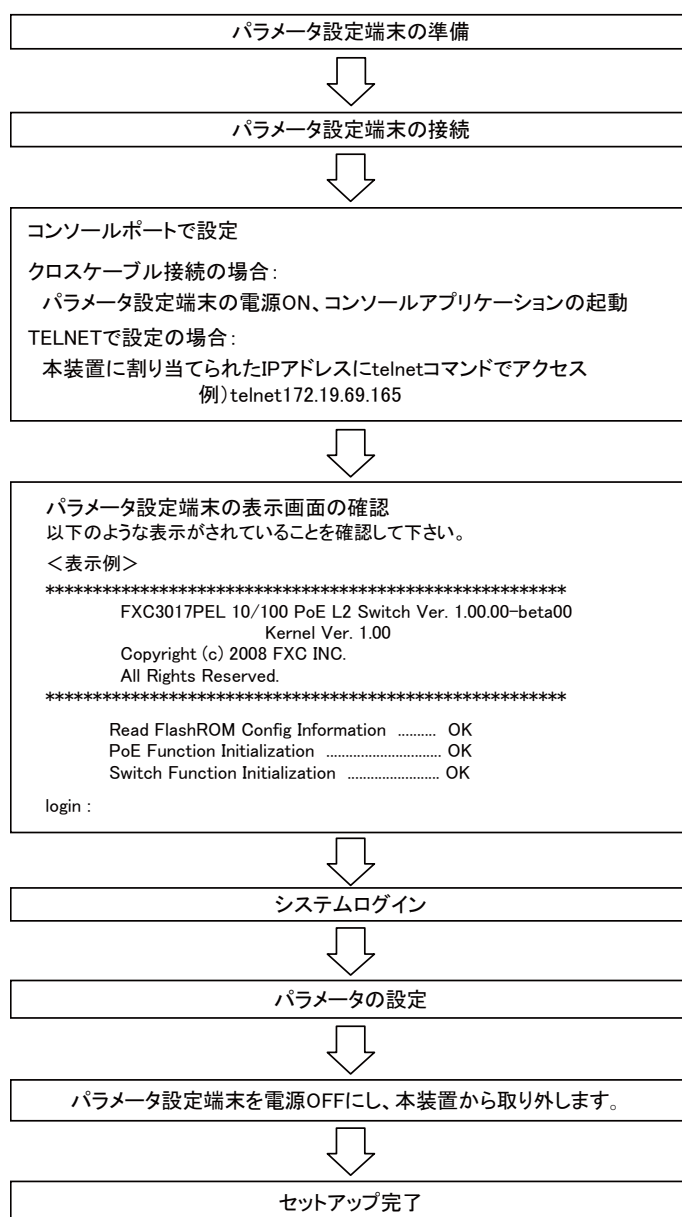 パラメータ設定端末の準備
パラメータ設定端末の接続
コンソールポートで設定
クロスケーブル接続の場合：
パラメータ設定端末の電源ON、コンソールアプリケーションの起動
TELNETで設定の場合：
本装置に割り当てられたIPアドレスにtelnetコマンドでアクセス
例）telnet172.19.69.165
パラメータ設定端末の表示画面の確認
以下のような表示がされていることを確認して下さい。
＜表示例＞
*******************************************************
FXC3017PEL 10/100 PoE L2 Switch Ver. 1.00.00-beta00
Kernel Ver. 1.00
Copyright (c) 2008 FXC INC.
All Rights Reserved.
*******************************************************
Read FlashROM Config Information .......... OK
PoE Function Initialization .............................. OK
Switch Function Initialization ........................ OK
login :
システムログイン
パラメータの設定
パラメータ設定端末を電源OFFにし、本装置から取り外します。
セットアップ完了